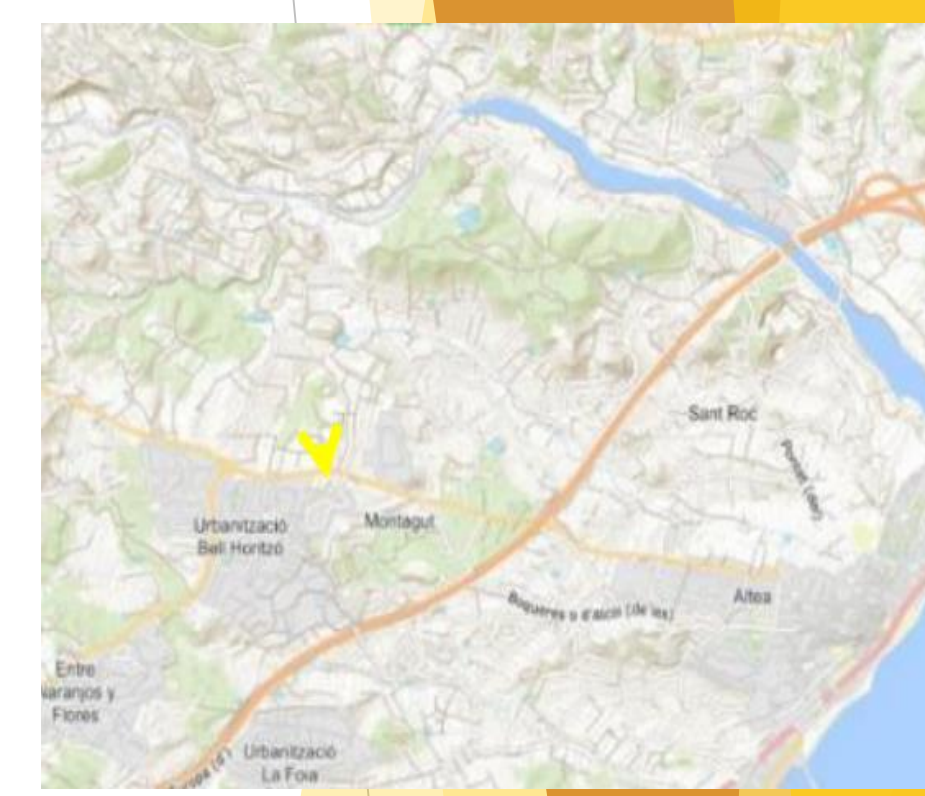 Sant Roc
Urbanització
Bell Horitzó
Montagut
Altea
Entre
Naranjos y
Flores
Urbanització
La Foia